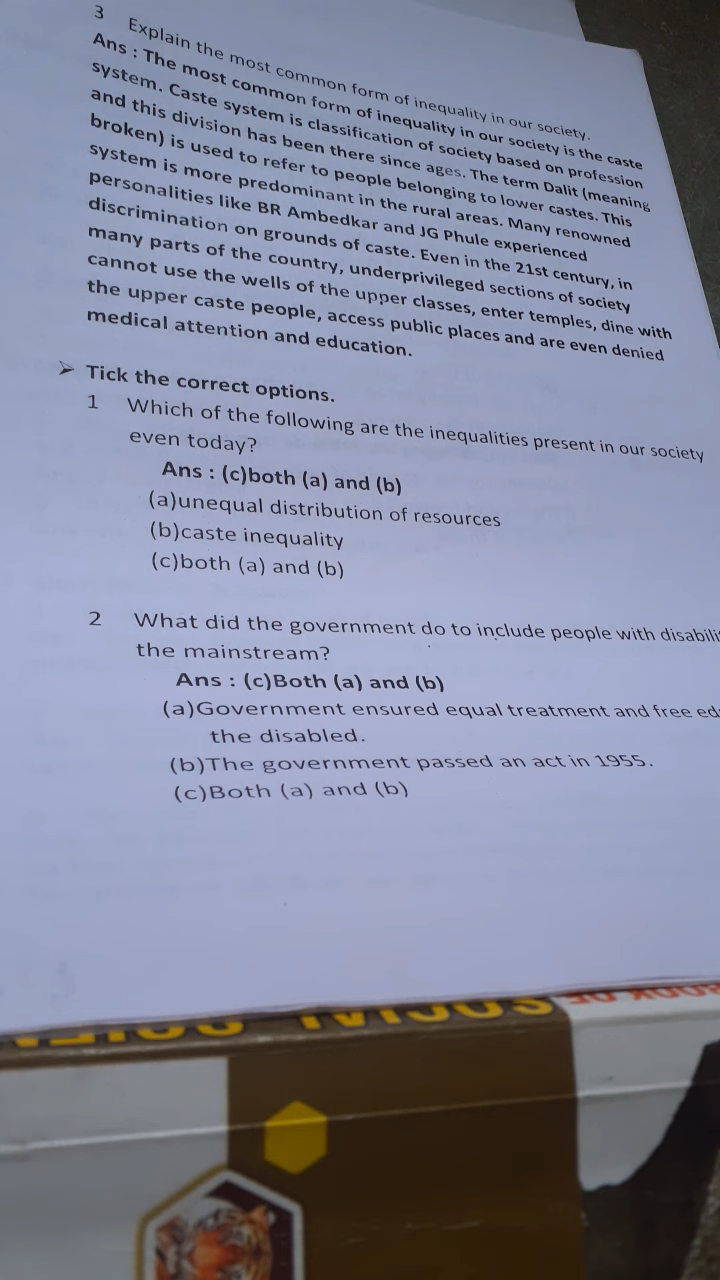 3 Explain the most common form of inequality in our society.
Ans : The most common form of inequality in our society is the caste
system. Caste system is classification of society based on profession
and this division has been there since ages. The term Dalit (meaning
broken) is used to refer to people belonging to lower castes. This
system is more predominant in the rural areas. Many renowned
personalities like BR Ambedkar and JG Phule experienced
discrimination on grounds of caste. Even in the 21st century, in
many parts of the country, underprivileged sections of society
cannot use the wells of the upper classes, enter temples, dine with
the upper caste people, access public places and are even denied
medical attention and education.
➤ Tick the correct options.
1 Which of the following are the inequalities present in our society
even today?
Ans : (c)both (a) and (b)
(a)unequal distribution of resources
(b)caste inequality
(c)both (a) and (b)
2 What did the government do to include people with disabili
the mainstream?
Ans : (c)Both (a) and (b)
(a)Government ensured equal treatment and free ed
the disabled.
(b)The government passed an act in 1955.
(c)Both (a) and (b)